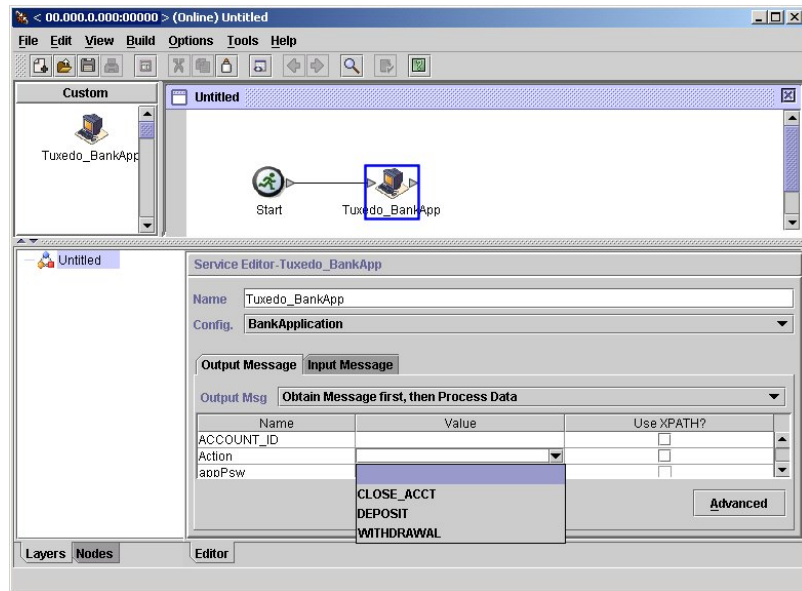 < 00.000.0.000:00000 > (Online) Untitled
File Edit View Build Options Tools Help
Custom
Untitled
Tuxedo_BankApp
Start
Tuxedo_BankApp
Untitled
Service Editor-Tuxedo_BankApp
Name Tuxedo_BankApp
Config. BankApplication
Output Message Input Message
Output Msg Obtain Message first, then Process Data
Name Value Use XPATH?
ACCOUNT_ID
Action
appPsw
CLOSE_ACCT
DEPOSIT
WITHDRAWAL
Advanced
Layers Nodes
Editor